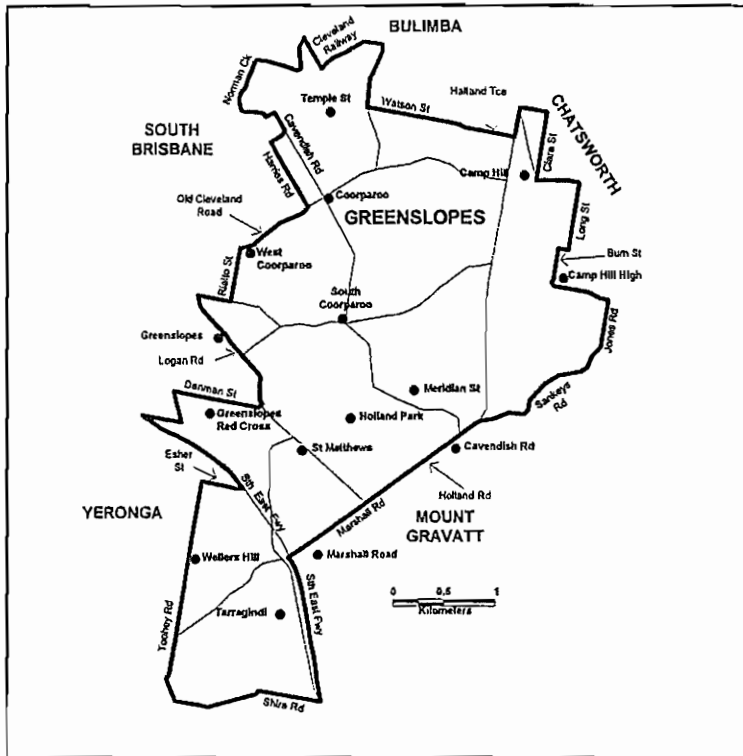 BULIMBA
Cleveland
Railway
Norman Ck
Temple St
Watson St
Halland Tce
CHATSWORTH
SOUTH
BRISBANE
Cavendish Rd
Harries Rd
Clara St
Camp Hill
Old Cleveland
Road
Coorparoo
GREENSLOPES
Long St
West
Coorparoo
Burn St
Rialto St
Camp Hill High
South
Coorparoo
Greenslopes
Logan Rd
Jones Rd
Denman St
Meridian St
Sankeys
Rd
Greenslopes
Red Cross
Holland Park
Esher
St
St Matthews
Cavendish Rd
Sth East Fwy
Holland Rd
YERONGA
Marshall Rd
MOUNT
GRAVATT
Wellers Hill
Marshall Road
Sth East Fwy
0 0.5 1
Kilometers
Toohey Rd
Tarragindi
Shire Rd